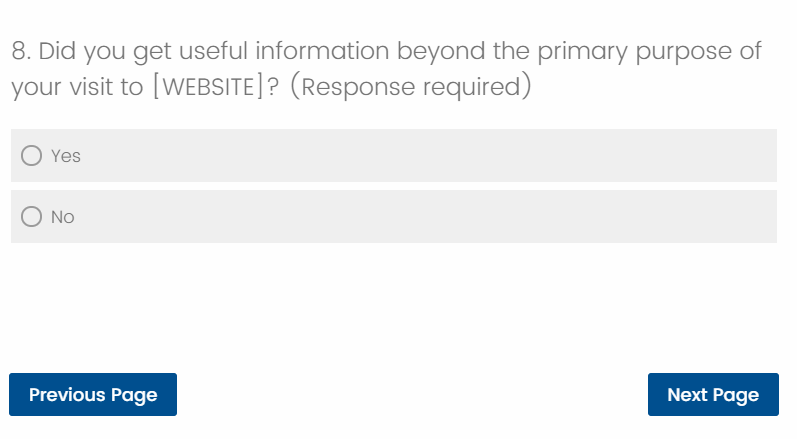 8. Did you get useful information beyond the primary purpose of
your visit to [WEBSITE]? (Response required)
Yes
No
Previous Page
Next Page